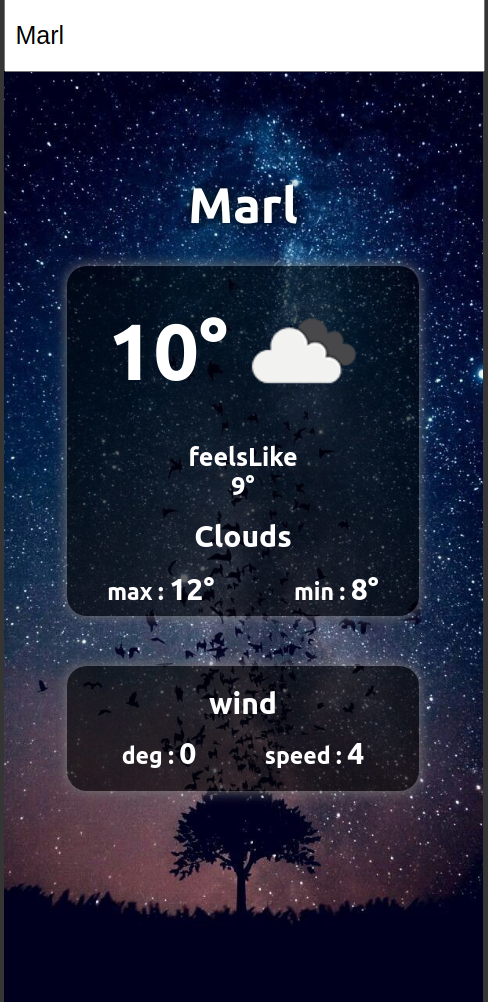 Marl
Marl
10°
feelsLike
9°
Clouds
max : 12° min : 8°
wind
deg : 0 speed : 4